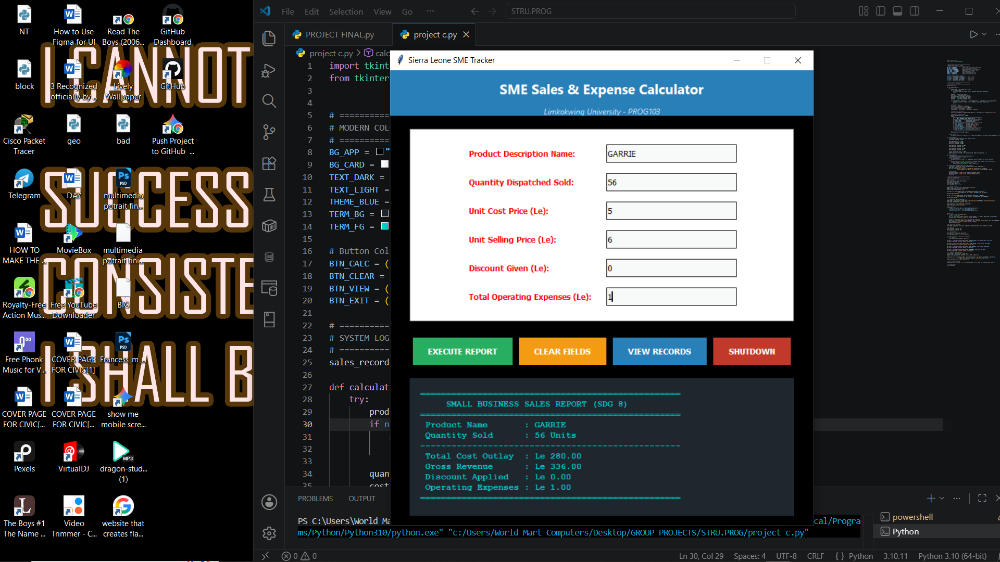 NT
How to Use
Figma for UI
Read The
Boys (2006...
GitHub
Dashboard
block
3 Recognized
officially by ...
Lively
Wallpaper
GitHub
Cisco Packet
Tracer
geo
bad
Push Project
to GitHub ...
Telegram
DAY
multimedia
potrait fin...
HOW TO
MAKE THE ...
MovieBox
multimedia
potrait fini...
Royalty-Free
Action Mus...
Free YouTube
Downloader
BIG
Free Phonk
Music for V...
COVER PAGE
FOR CIVIC[1]
Francess_m_...
COVER PAGE
FOR CIVIC[...
COVER PAGE
FOR CIVIC[...
show me
mobile scre...
Pexels
VirtualDJ
dragon-stud...
(1)
The Boys #1
The Name ...
Video
Trimmer - C...
website that
creates fla...
I CANNOT
SUCCESS
CONSISTE
I SHALL B
File Edit Selection View Go ···
STRU.PROG
PROJECT FINAL.py
project c.py
project c.py > calc
1 import tkint
2 from tkinter
3
4
5 # ==========
6 # MODERN COL
7 # ==========
8 BG_APP = "
9 BG_CARD =
10 TEXT_DARK =
11 TEXT_LIGHT =
12 THEME_BLUE =
13 TERM_BG =
14 TERM_FG =
15
16 # Button Col
17 BTN_CALC = (
18 BTN_CLEAR =
19 BTN_VIEW = (
20 BTN_EXIT = (
21
22 # ==========
23 # SYSTEM LOG
24 # ==========
25 sales_record
26
27 def calculat
28 try:
29 prod
30 if n
31
32
33
34 quan
35 cost
Sierra Leone SME Tracker
SME Sales & Expense Calculator
Limkokwing University - PROG103
Product Description Name: GARRIE
Quantity Dispatched Sold: 56
Unit Cost Price (Le): 5
Unit Selling Price (Le): 6
Discount Given (Le): 0
Total Operating Expenses (Le): 1
EXECUTE REPORT CLEAR FIELDS VIEW RECORDS SHUTDOWN
==================================================
SMALL BUSINESS SALES REPORT (SDG 8)
==================================================
Product Name : GARRIE
Quantity Sold : 56 Units
--------------------------------------------------
Total Cost Outlay : Le 280.00
Gross Revenue : Le 336.00
Discount Applied : Le 0.00
Operating Expenses : Le 1.00
==================================================
PROBLEMS OUTPUT
PS C:\Users\World Ma
cal/Progra
ms/Python/Python310/python.exe" "c:/Users/World Mart Computers/Desktop/GROUP PROJECTS/STRU.PROG/project c.py"
powershell
Python
0 0
Ln 30, Col 29 Spaces: 4 UTF-8 CRLF { } Python 3.10.11 Python 3.10 (64-bit)